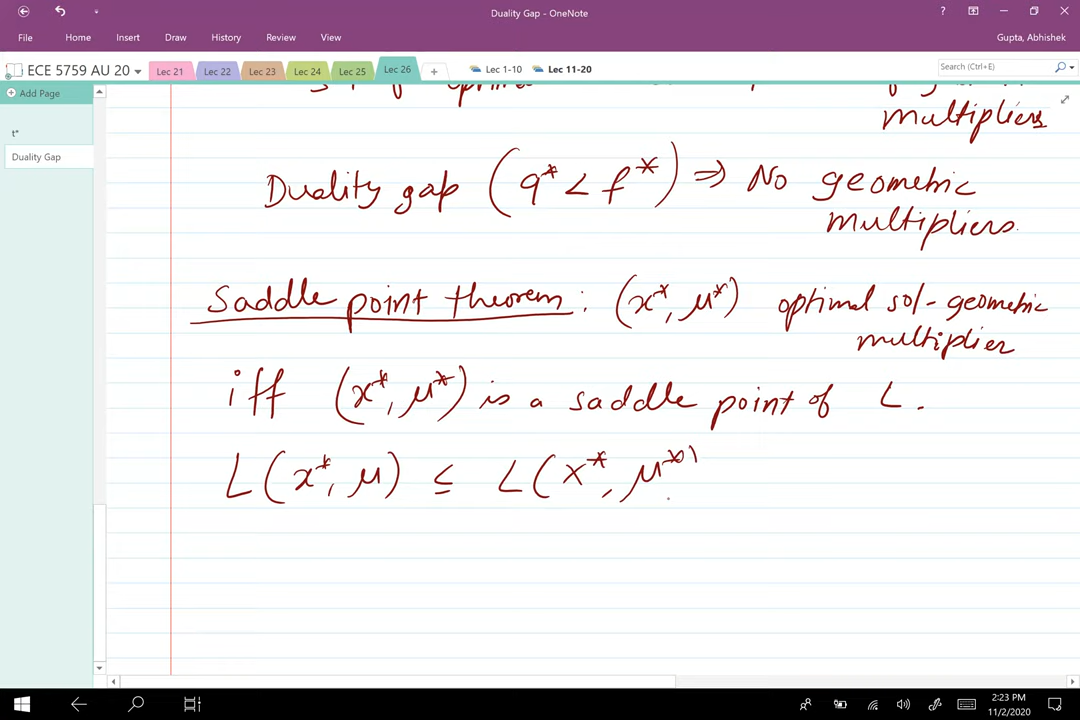 Duality Gap - OneNote
?
File Home Insert Draw History Review View
Gupta, Abhishek
ECE 5759 AU 20 Lec 21 Lec 22 Lec 23 Lec 24 Lec 25 Lec 26 + Lec 1-10 Lec 11-20
Search (Ctrl+E)
Add Page
t*
Duality Gap
multipliers
Duality gap (q* < f*) ⇒ No geometric
multipliers.
Saddle point theorem: (x*, μ*) optimal sol-geometric
multiplier
iff (x*, μ*) is a saddle point of L.
L(x*, μ) ≤ L(x*, μ*)
2:23 PM
11/2/2020